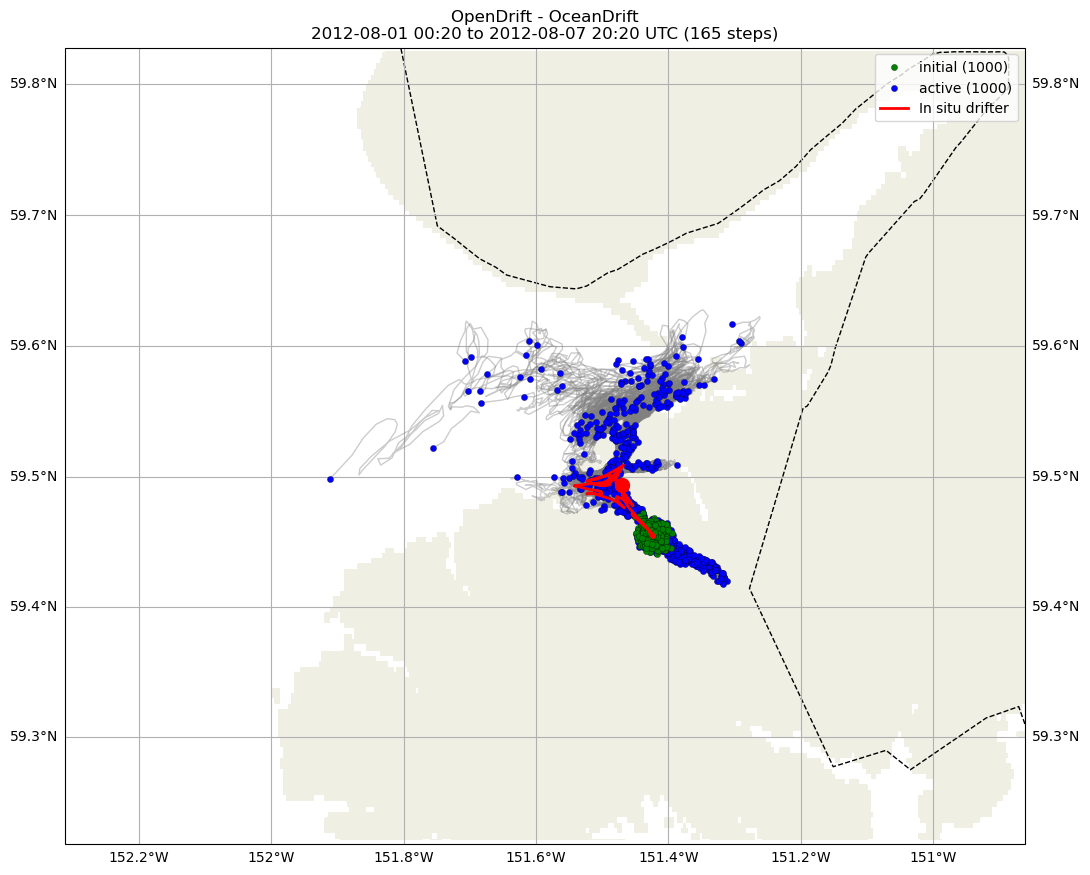 OpenDrift - OceanDrift
2012-08-01 00:20 to 2012-08-07 20:20 UTC (165 steps)
initial (1000)
active (1000)
In situ drifter
59.8°N
59.8°N
59.7°N
59.7°N
59.6°N
59.6°N
59.5°N
59.5°N
59.4°N
59.4°N
59.3°N
59.3°N
152.2°W 152°W 151.8°W 151.6°W 151.4°W 151.2°W 151°W